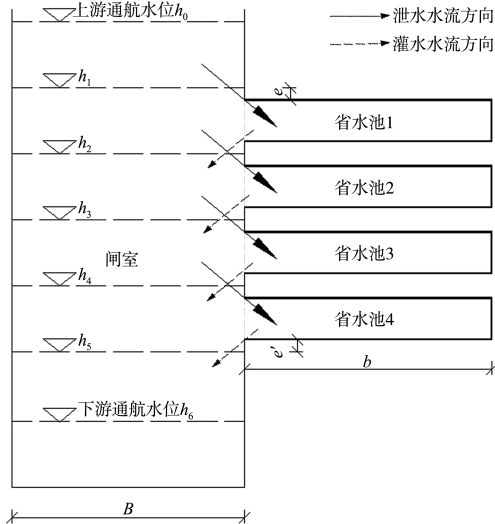 上游通航水位h₀
泄水水流方向
灌水水流方向
h₁
e
省水池1
h₂
省水池2
h₃
闸室
省水池3
h₄
省水池4
h₅
e′
b
下游通航水位h₆
B